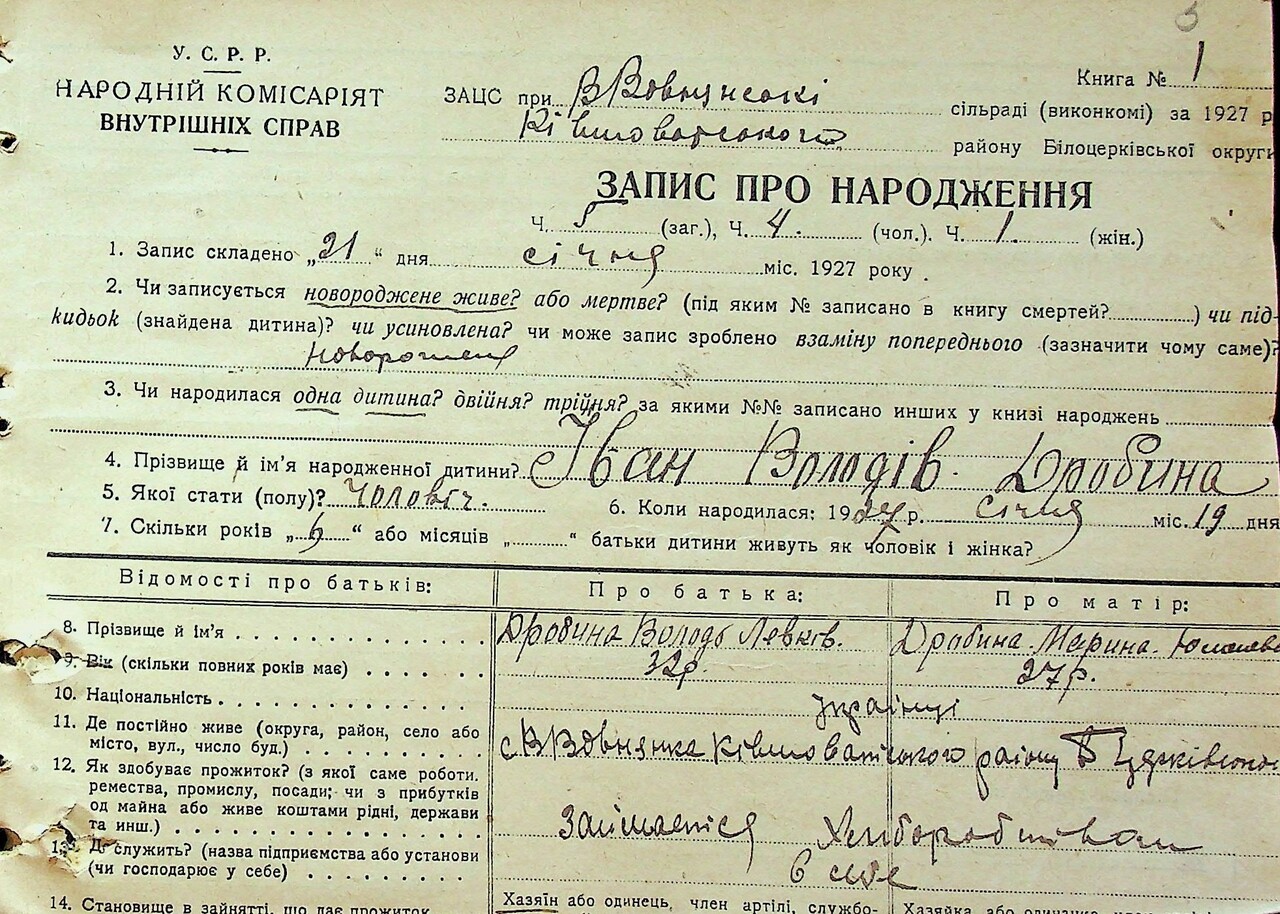 3
У. С. Р. Р.
НАРОДНІЙ КОМІСАРІЯТ
ВНУТРІШНІХ СПРАВ
Книга № 1
ЗАЦС при В Вовнянські сільраді (виконкомі) за 1927 р
Ківшоватського району Білоцерківської округи
ЗАПИС ПРО НАРОДЖЕННЯ
Ч. 5 (заг.), Ч. 4. (чол.). Ч. 1. (жін.)
1. Запис складено „21“ дня січня міс. 1927 року.
2. Чи записується новороджене живе? або мертве? (під яким № записано в книгу смертей?) чи під-
кидьок (знайдена дитина)? чи усиновлена? чи може запис зроблено взаміну попереднього (зазначити чому саме)?
3. Чи народилася одна дитина? двійня? трійня? за якими №№ записано инших у книзі народжень
4. Прізвище й ім'я народженної дитини? Іван Володів. Дробина
5. Якої стати (полу)? чоловіч. 6. Коли народилася: 1927 р. січня міс. 19 дня
7. Скільки років „6“ або місяців „ “ батьки дитини живуть як чоловік і жінка?
Відомості про батьків: Про батька: Про матір:
8. Прізвище й ім'я Дробина Володь Левків. Дробина Марина
9. Вік (скільки повних років має) 32р. 27р.
10. Національність українці
11. Де постійно живе (округа, район, село або
місто, вул., число буд.) с В Вовнянка Ківшоватського району Б Церківської
12. Як здобуває прожиток? (з якої саме роботи.
ремества, промислу, посади; чи з прибутків
од майна або живе коштами рідні, держави
та инш.) Займается Хліборобством
13. Де служить? (назва підприємства або установи
(чи господарює у себе) в себе
14. Становище в зайнятті, що дає прожиток Хазяїн або одинець, член артілі, службо- Хазяйка, або одиначка,